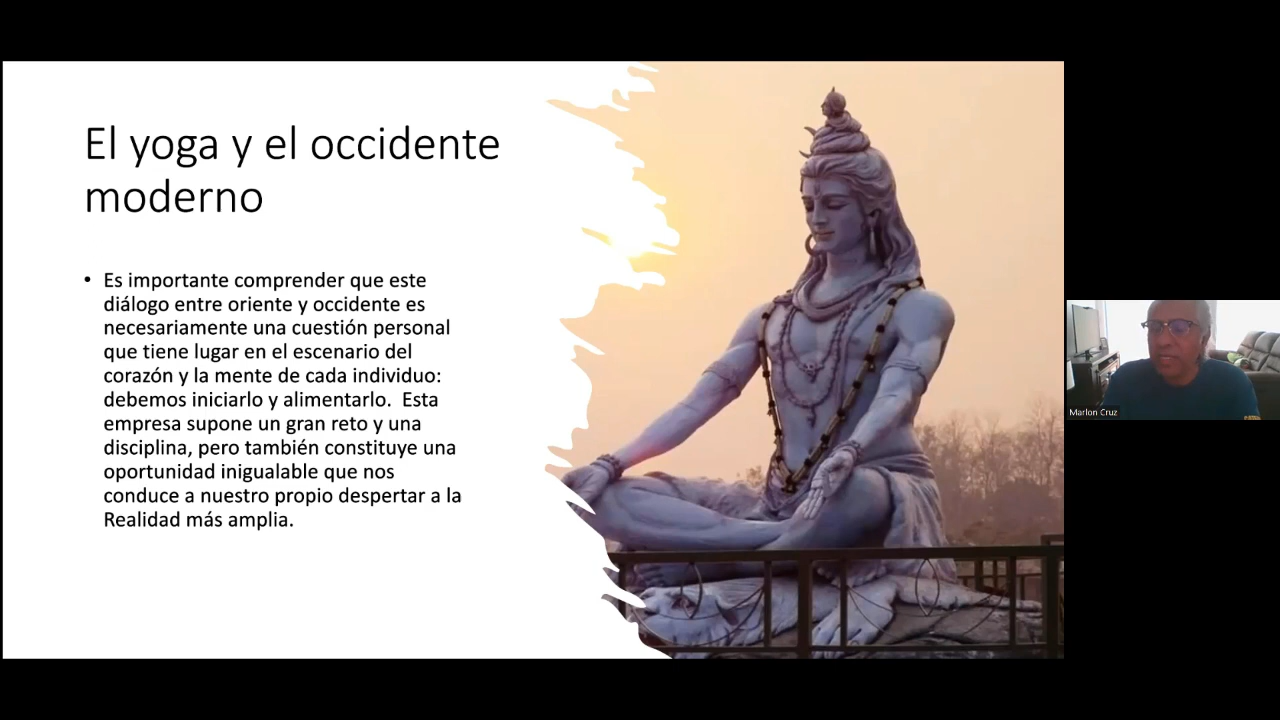 El yoga y el occidente
moderno
• Es importante comprender que este
diálogo entre oriente y occidente es
necesariamente una cuestión personal
que tiene lugar en el escenario del
corazón y la mente de cada individuo:
debemos iniciarlo y alimentarlo. Esta
empresa supone un gran reto y una
disciplina, pero también constituye una
oportunidad inigualable que nos
conduce a nuestro propio despertar a la
Realidad más amplia.
Marlon Cruz